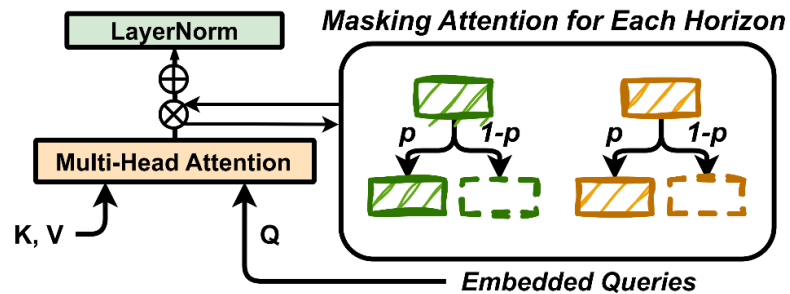 Masking Attention for Each Horizon
LayerNorm
p 1-p p 1-p
Multi-Head Attention
K, V
Q
Embedded Queries